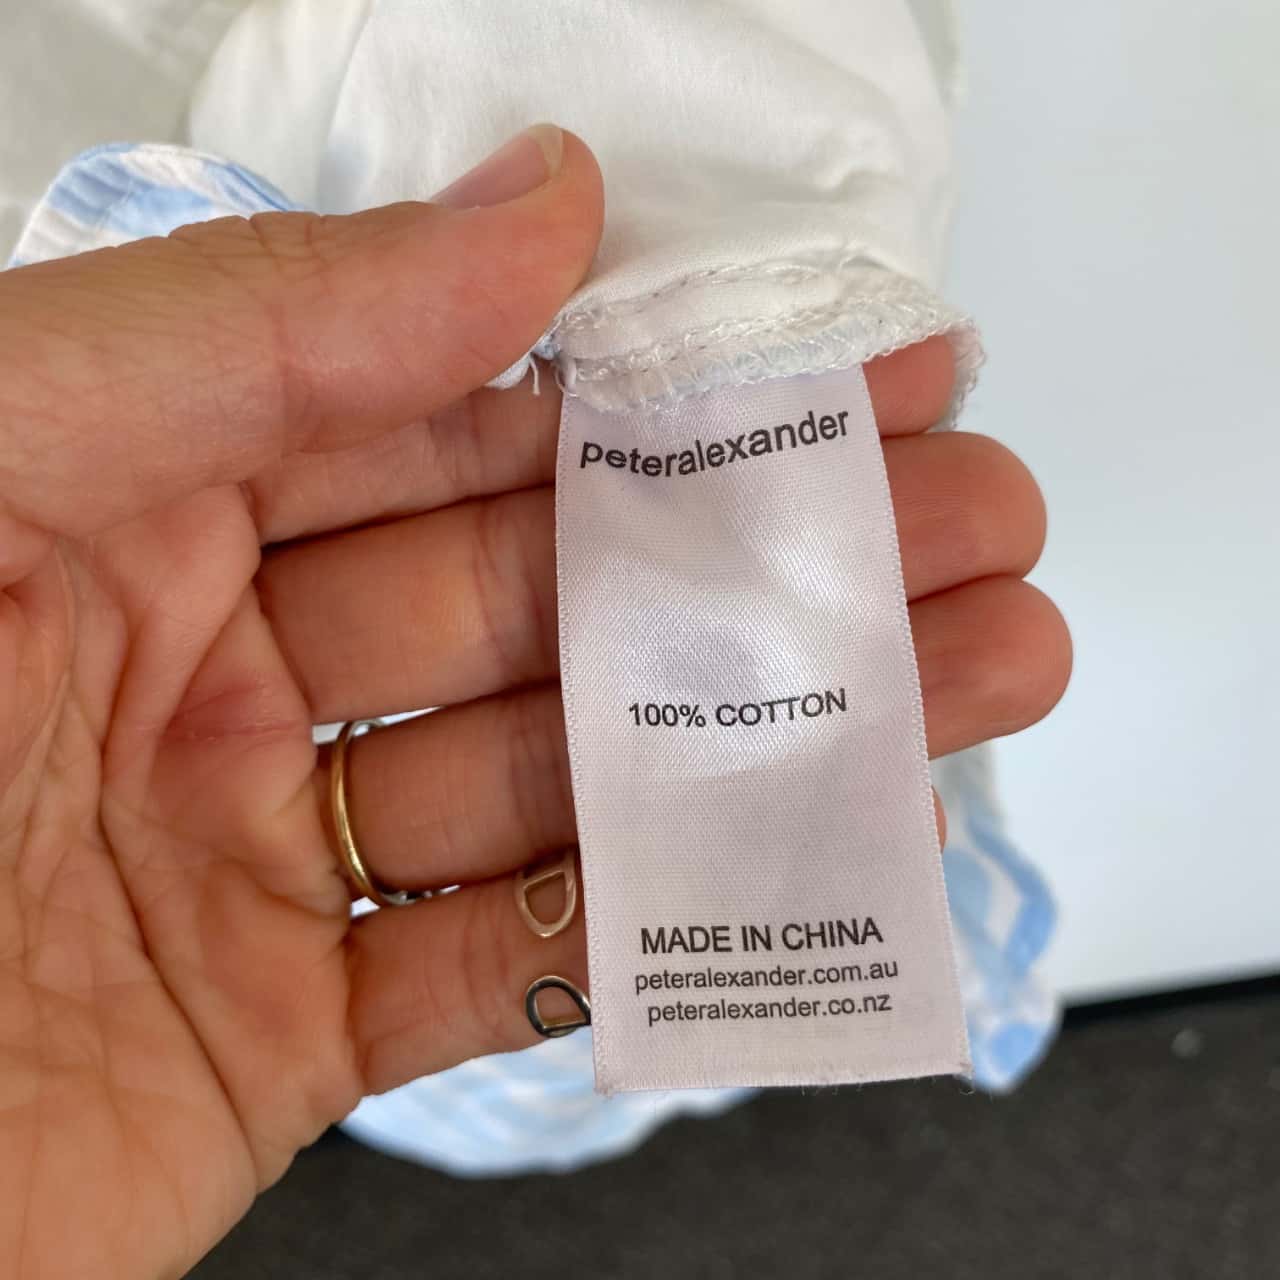 peteralexander
100% COTTON
MADE IN CHINA
peteralexander.com.au
peteralexander.co.nz